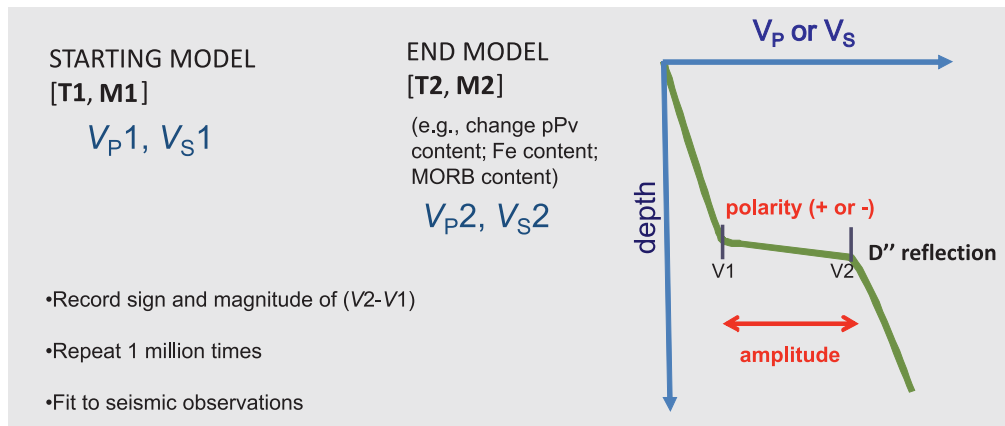 STARTING MODEL
[T1, M1]
VP1, VS1
END MODEL
[T2, M2]
(e.g., change pPv
content; Fe content;
MORB content)
VP2, VS2
•Record sign and magnitude of (V2-V1)
•Repeat 1 million times
•Fit to seismic observations
VP or VS
depth
polarity (+ or -)
V1
V2
D'' reflection
amplitude